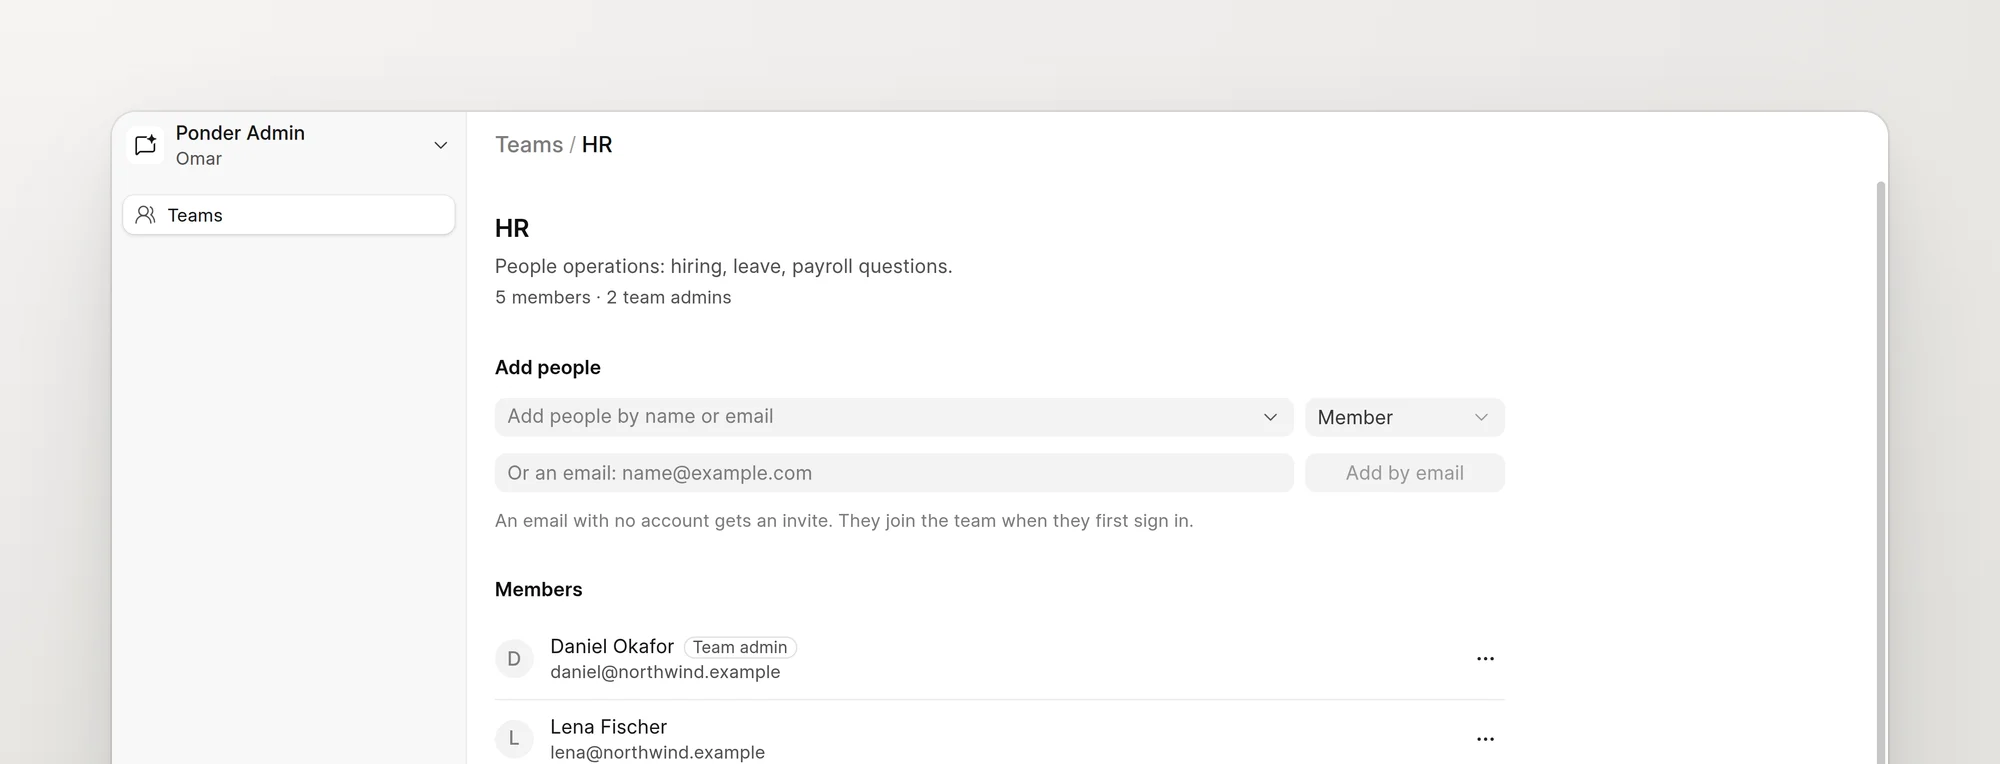 Ponder Admin
Omar
Teams
Teams / HR
HR
People operations: hiring, leave, payroll questions.
5 members · 2 team admins
Add people
Add people by name or email
Member
Or an email: name@example.com
Add by email
An email with no account gets an invite. They join the team when they first sign in.
Members
D
Daniel Okafor Team admin
daniel@northwind.example
L
Lena Fischer
lena@northwind.example